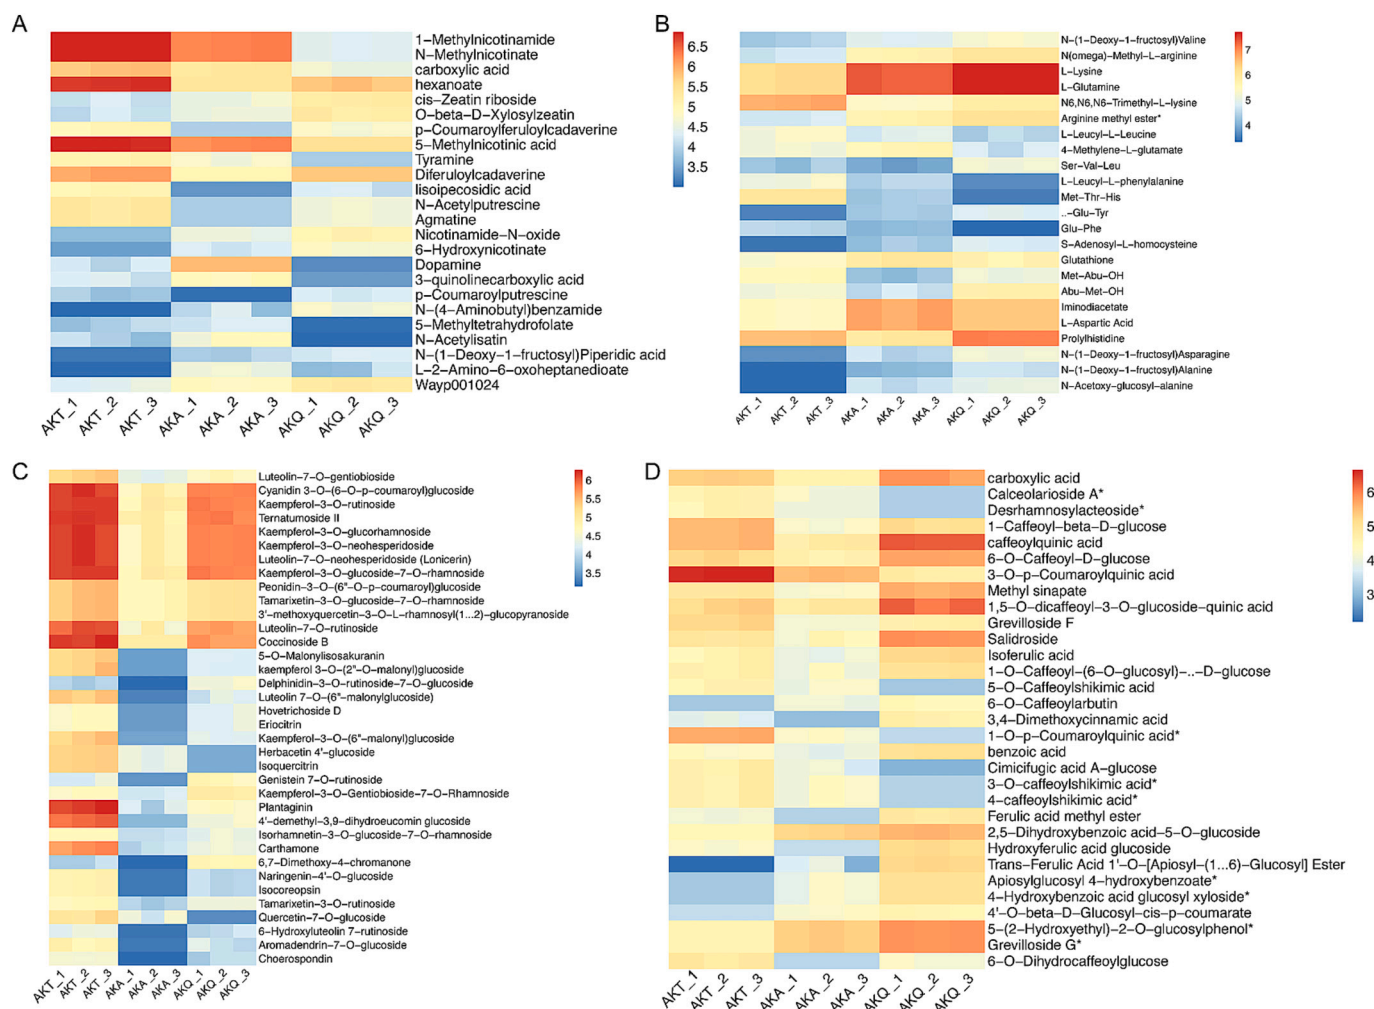 A
1-Methylnicotinamide
N-Methylnicotinate
carboxylic acid
hexanoate
cis-Zeatin riboside
O-beta-D-Xylosylzeatin
p-Coumaroylferuloylcadaverine
5-Methylnicotinic acid
Tyramine
Diferuloylcadaverine
lisoipecosidic acid
N-Acetylputrescine
Agmatine
Nicotinamide-N-oxide
6-Hydroxynicotinate
Dopamine
3-quinolinecarboxylic acid
p-Coumaroylputrescine
N-(4-Aminobutyl)benzamide
5-Methyltetrahydrofolate
N-Acetylisatin
N-(1-Deoxy-1-fructosyl)Piperidic acid
L-2-Amino-6-oxoheptanedioate
Wayp001024
6.5
6
5.5
5
4.5
4
3.5
AKT_1
AKT_2
AKT_3
AKA_1
AKA_2
AKA_3
AKQ_1
AKQ_2
AKQ_3
B
N-(1-Deoxy-1-fructosyl)Valine
N(omega)-Methyl-L-arginine
L-Lysine
L-Glutamine
N6,N6,N6-Trimethyl-L-lysine
Arginine methyl ester*
L-Leucyl-L-Leucine
4-Methylene-L-glutamate
Ser-Val-Leu
L-Leucyl-L-phenylalanine
Met-Thr-His
..-Glu-Tyr
Glu-Phe
S-Adenosyl-L-homocysteine
Glutathione
Met-Abu-OH
Abu-Met-OH
Iminodiacetate
L-Aspartic Acid
Prolylhistidine
N-(1-Deoxy-1-fructosyl)Asparagine
N-(1-Deoxy-1-fructosyl)Alanine
N-Acetoxy-glucosyl-alanine
7
6
5
4
AKT_1
AKT_2
AKT_3
AKA_1
AKA_2
AKA_3
AKQ_1
AKQ_2
AKQ_3
C
Luteolin-7-O-gentiobioside
Cyanidin 3-O-(6-O-p-coumaroyl)glucoside
Kaempferol-3-O-rutinoside
Ternatumoside II
Kaempferol-3-O-glucorhamnoside
Kaempferol-3-O-neohesperidoside
Luteolin-7-O-neohesperidoside (Lonicerin)
Kaempferol-3-O-glucoside-7-O-rhamnoside
Peonidin-3-O-(6"-O-p-coumaroyl)glucoside
Tamarixetin-3-O-glucoside-7-O-rhamnoside
3'-methoxyquercetin-3-O-L-rhamnosyl(1...2)-glucopyranoside
Luteolin-7-O-rutinoside
Coccinoside B
5-O-Malonylisosakuranin
kaempferol 3-O-(2"-O-malonyl)glucoside
Delphinidin-3-O-rutinoside-7-O-glucoside
Luteolin 7-O-(6"-malonylglucoside)
Hovetrichoside D
Eriocitrin
Kaempferol-3-O-(6"-malonyl)glucoside
Herbacetin 4'-glucoside
Isoquercitrin
Genistein 7-O-rutinoside
Kaempferol-3-O-Gentiobioside-7-O-Rhamnoside
Plantaginin
4'-demethyl-3,9-dihydroeucomin glucoside
Isorhamnetin-3-O-glucoside-7-O-rhamnoside
Carthamone
6,7-Dimethoxy-4-chromanone
Naringenin-4'-O-glucoside
Isocoreopsin
Tamarixetin-3-O-rutinoside
Quercetin-7-O-glucoside
6-Hydroxyluteolin 7-rutinoside
Aromadendrin-7-O-glucoside
Choerospondin
6
5.5
5
4.5
4
3.5
AKT_1
AKT_2
AKT_3
AKA_1
AKA_2
AKA_3
AKQ_1
AKQ_2
AKQ_3
D
carboxylic acid
Calceolarioside A*
Desrhamnosylacteoside*
1-Caffeoyl-beta-D-glucose
caffeoylquinic acid
6-O-Caffeoyl-D-glucose
3-O-p-Coumaroylquinic acid
Methyl sinapate
1,5-O-dicaffeoyl-3-O-glucoside-quinic acid
Grevilloside F
Salidroside
Isoferulic acid
1-O-Caffeoyl-(6-O-glucosyl)-..-D-glucose
5-O-Caffeoylshikimic acid
6-O-Caffeoylarbutin
3,4-Dimethoxycinnamic acid
1-O-p-Coumaroylquinic acid*
benzoic acid
Cimicifugic acid A-glucose
3-O-caffeoylshikimic acid*
4-caffeoylshikimic acid*
Ferulic acid methyl ester
2,5-Dihydroxybenzoic acid-5-O-glucoside
Hydroxyferulic acid glucoside
Trans-Ferulic Acid 1'-O-[Apiosyl-(1...6)-Glucosyl] Ester
Apiosylglucosyl 4-hydroxybenzoate*
4-Hydroxybenzoic acid glucosyl xyloside*
4'-O-beta-D-Glucosyl-cis-p-coumarate
5-(2-Hydroxyethyl)-2-O-glucosylphenol*
Grevilloside G*
6-O-Dihydrocaffeoylglucose
6
5
4
3
AKT_1
AKT_2
AKT_3
AKA_1
AKA_2
AKA_3
AKQ_1
AKQ_2
AKQ_3